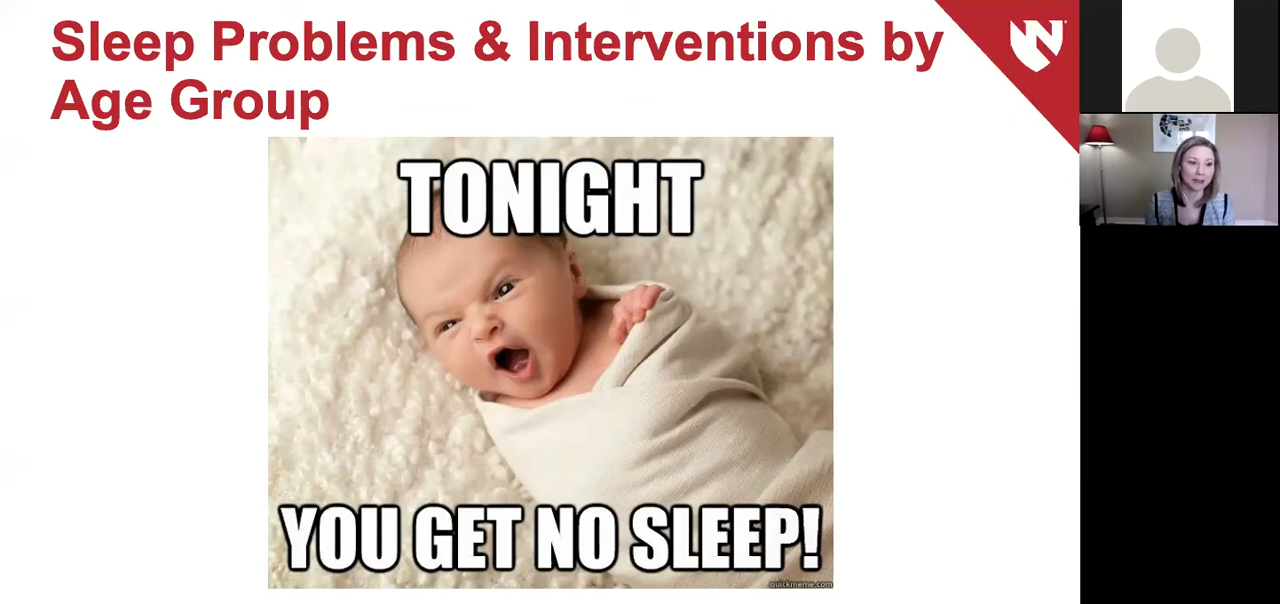 Sleep Problems & Interventions by
Age Group
TONIGHT
YOU GET NO SLEEP!
quickmeme.com